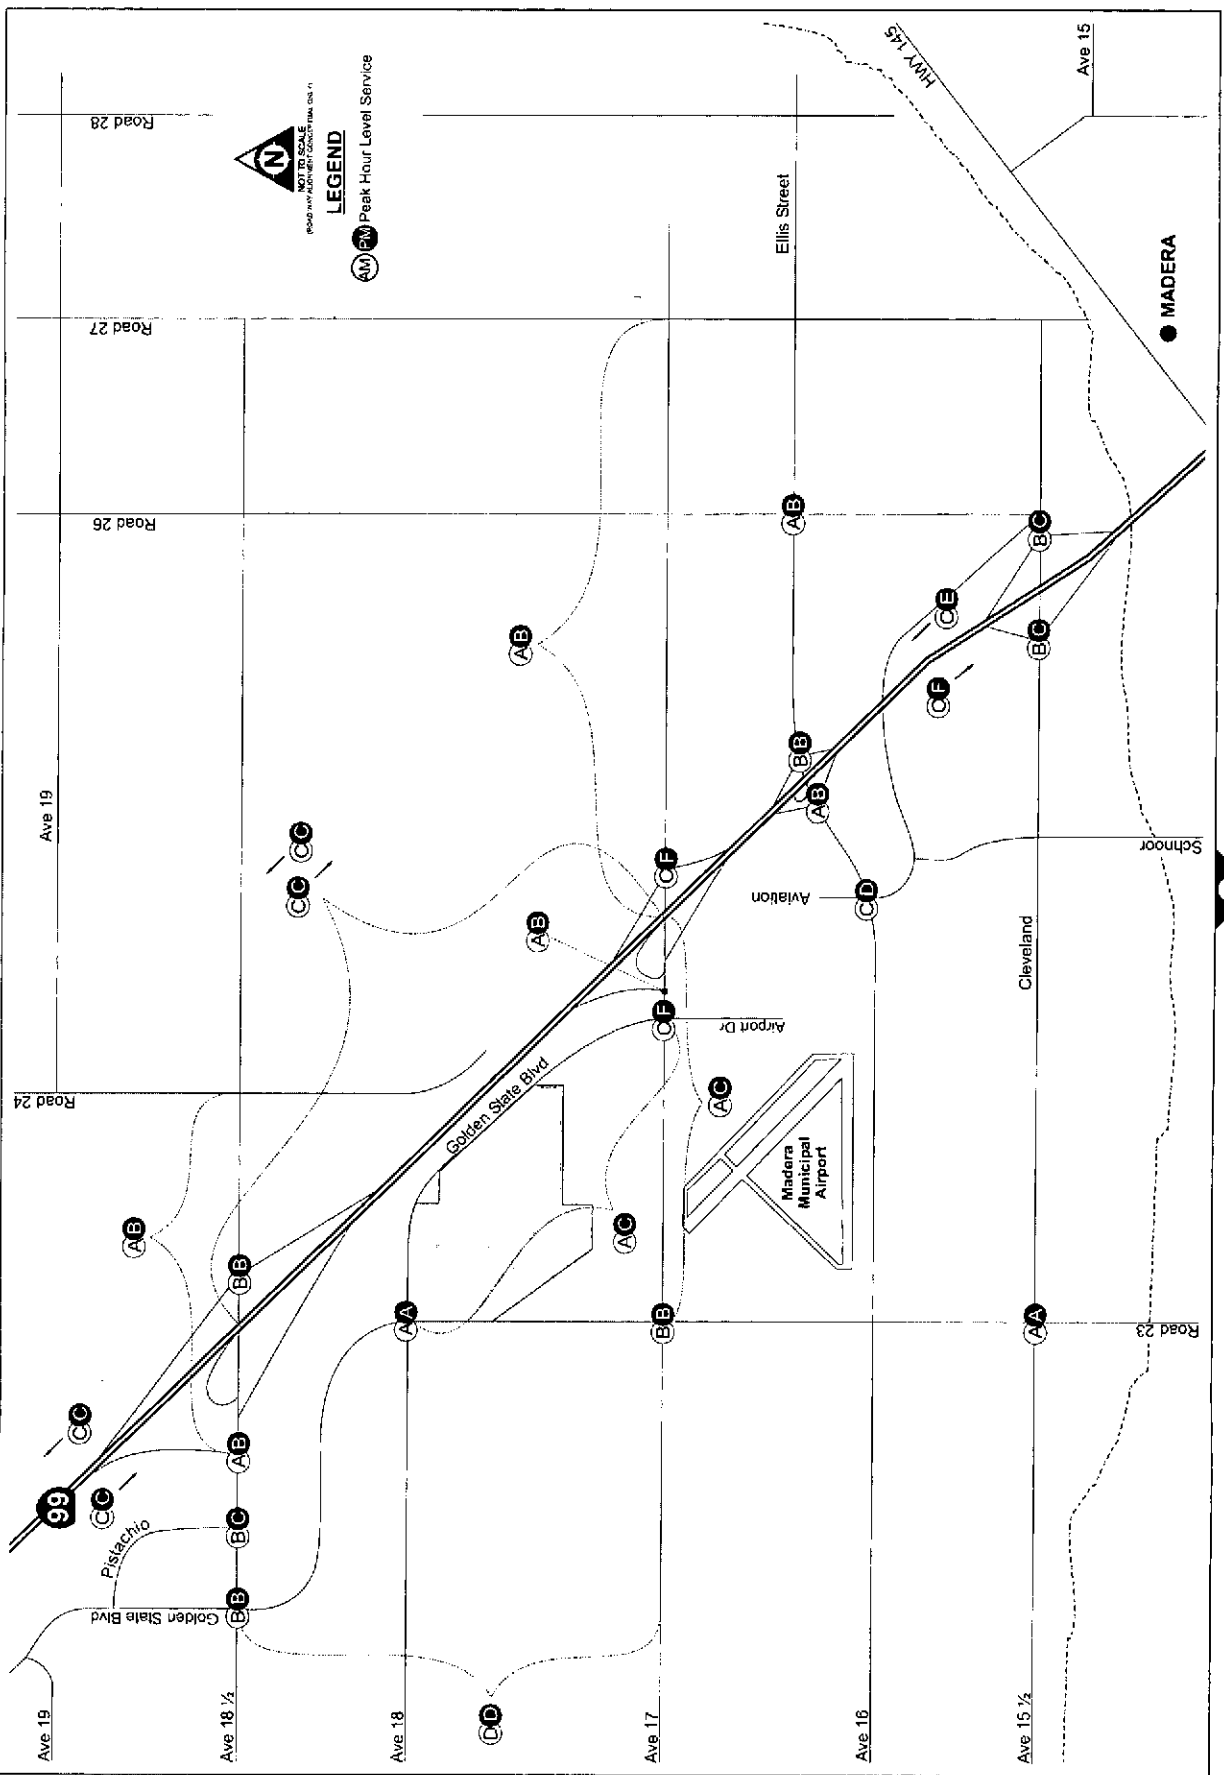 Ave 19
Ave 18 ½
Ave 18
Ave 17
Ave 16
Ave 15 ½
Golden State Blvd
Pistachio
99
C C
C C
B B
B C
A B
B B
A B
D D
A A
B B
A A
A C
A C
Road 23
Road 24
Golden State Blvd
Airport Dr
Madera
Municipal
Airport
C F
A B
C F
C C
C C
Ave 19
Aviation
C D
A B
B B
Schnoor
Cleveland
A B
C F
C E
B C
B C
A B
Road 26
Road 27
Road 28
Ellis Street
HWY 145
Ave 15
MADERA
N
NOT TO SCALE
LEGEND
AM PM Peak Hour Level Service